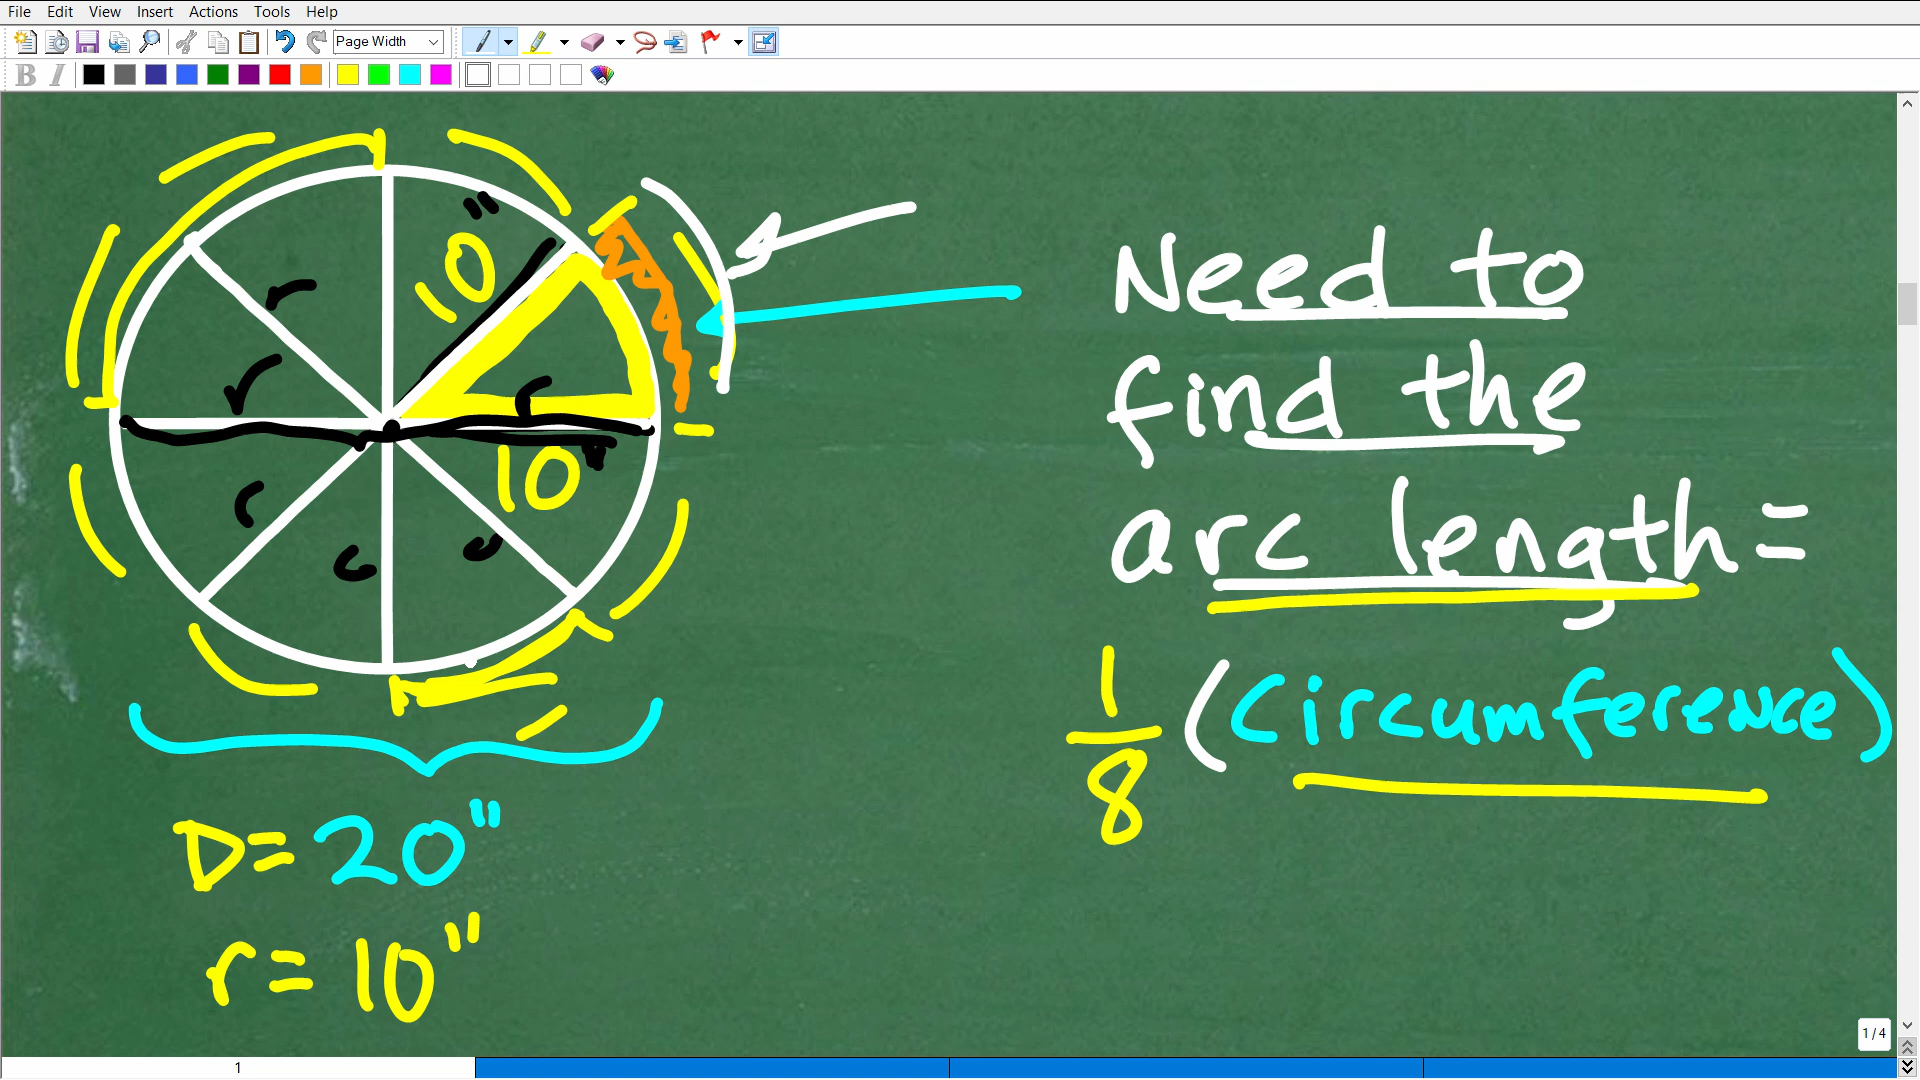 File Edit View Insert Actions Tools Help
Page Width
B I
10"
r
r
r
10"
r
r
r
D= 20"
r= 10"
Need to
find the
arc length=
1/8 (Circumference)
1/4
1